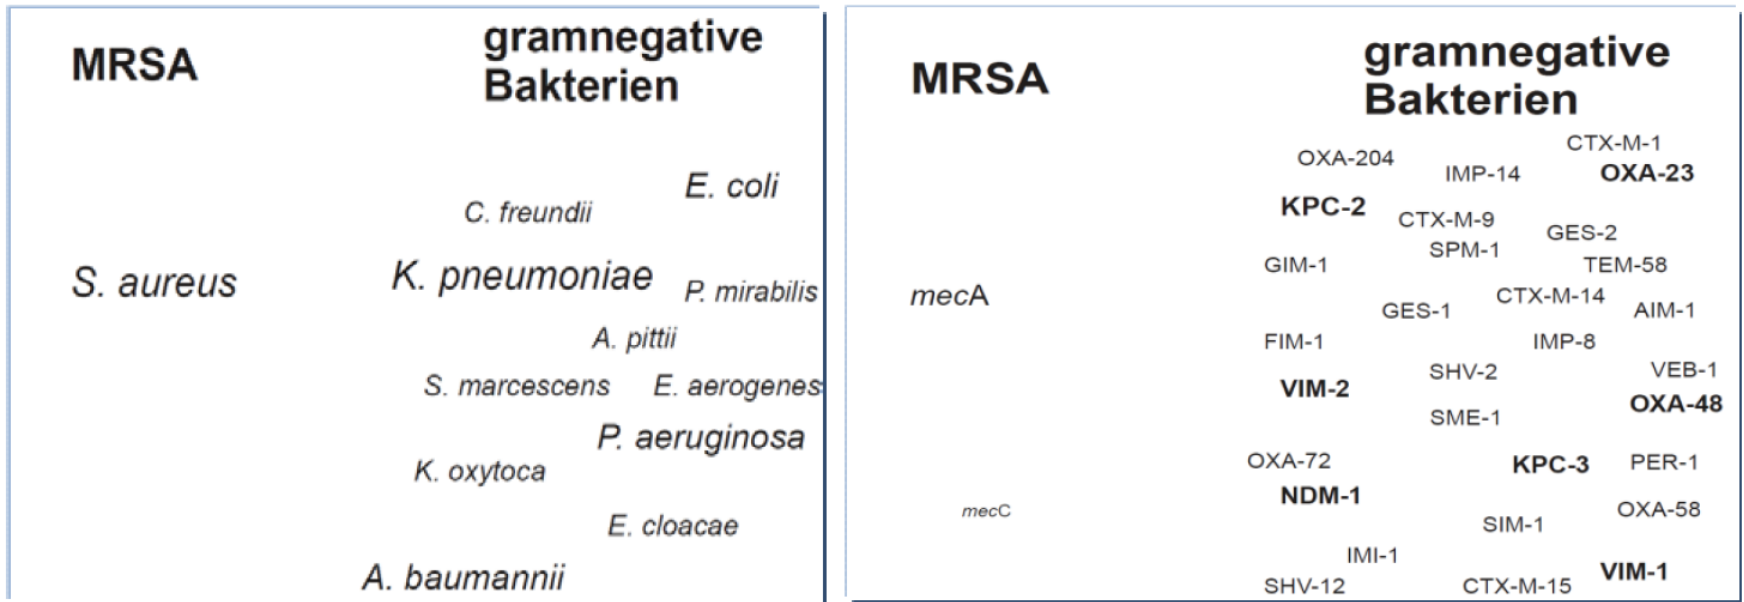 MRSA
gramnegative
Bakterien
E. coli
C. freundii
S. aureus
K. pneumoniae
P. mirabilis
A. pittii
S. marcescens
E. aerogenes
P. aeruginosa
K. oxytoca
E. cloacae
A. baumannii
MRSA
gramnegative
Bakterien
CTX-M-1
OXA-204
IMP-14
OXA-23
KPC-2
CTX-M-9
GES-2
SPM-1
GIM-1
TEM-58
mecA
CTX-M-14
GES-1
AIM-1
FIM-1
IMP-8
SHV-2
VEB-1
VIM-2
OXA-48
SME-1
OXA-72
KPC-3
PER-1
NDM-1
mecC
OXA-58
SIM-1
IMI-1
VIM-1
SHV-12
CTX-M-15